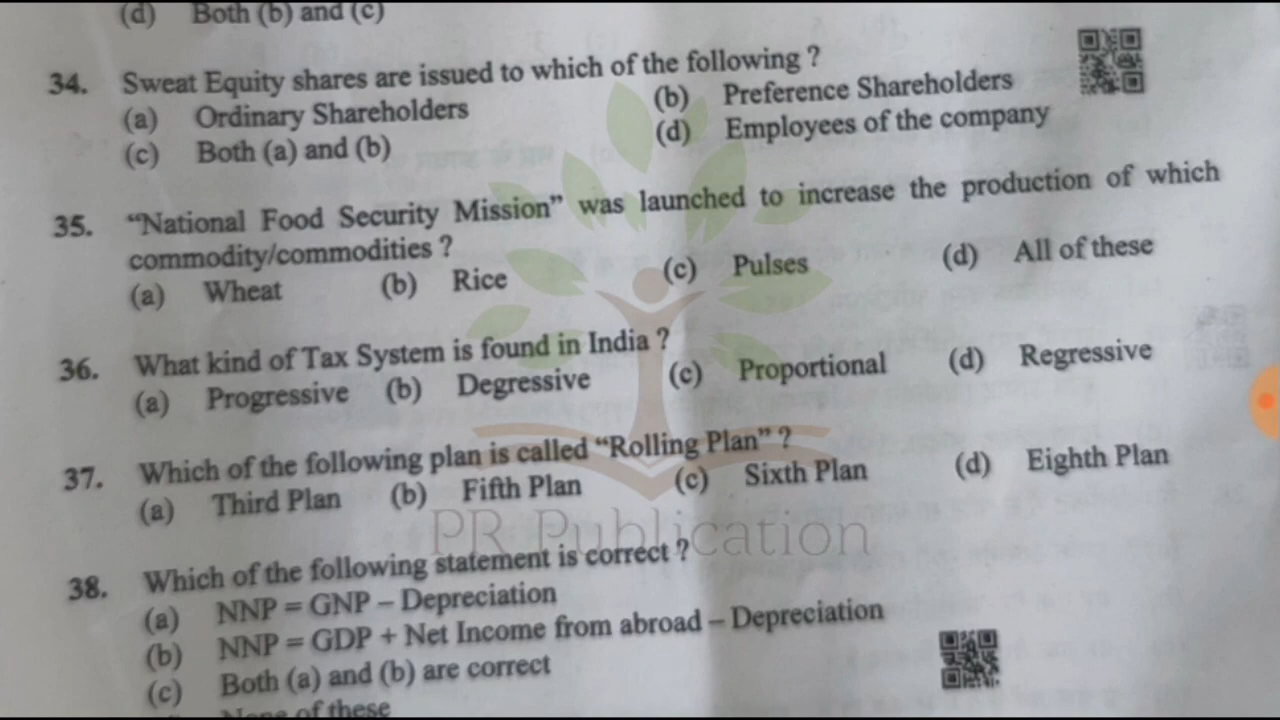 (d) Both (b) and (c)
34. Sweat Equity shares are issued to which of the following ?
(a) Ordinary Shareholders (b) Preference Shareholders
(c) Both (a) and (b) (d) Employees of the company
35. “National Food Security Mission” was launched to increase the production of which
commodity/commodities ?
(a) Wheat (b) Rice (c) Pulses (d) All of these
36. What kind of Tax System is found in India ?
(a) Progressive (b) Degressive (c) Proportional (d) Regressive
37. Which of the following plan is called “Rolling Plan” ?
(a) Third Plan (b) Fifth Plan (c) Sixth Plan (d) Eighth Plan
PR Publication
38. Which of the following statement is correct ?
(a) NNP = GNP – Depreciation
(b) NNP = GDP + Net Income from abroad – Depreciation
(c) Both (a) and (b) are correct
None of these